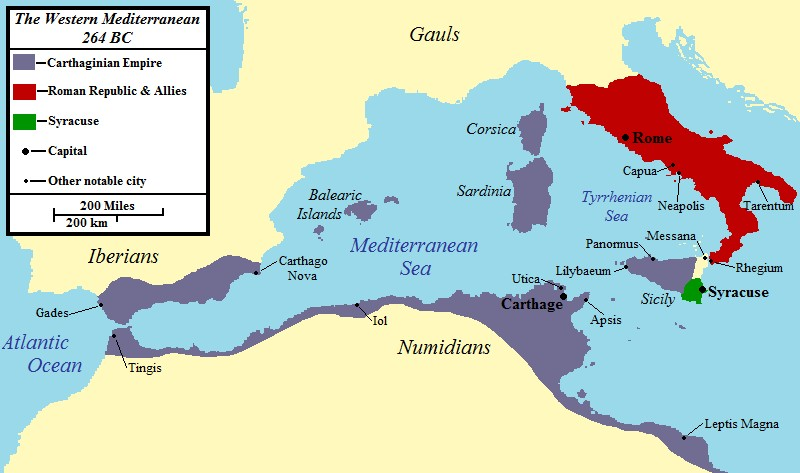 The Western Mediterranean
264 BC
Carthaginian Empire
Roman Republic & Allies
Syracuse
Capital
Other notable city
200 Miles
200 km
Gauls
Corsica
Rome
Capua
Sardinia
Balearic
Islands
Tyrrhenian
Sea
Neapolis
Tarentum
Mediterranean
Sea
Messana
Panomus
Iberians
Carthago
Nova
Utica
Lilybaeum
Rhegium
Carthage
Sicily
Syracuse
Gades
Iol
Apsis
Atlantic
Ocean
Numidians
Tingis
Leptis Magna